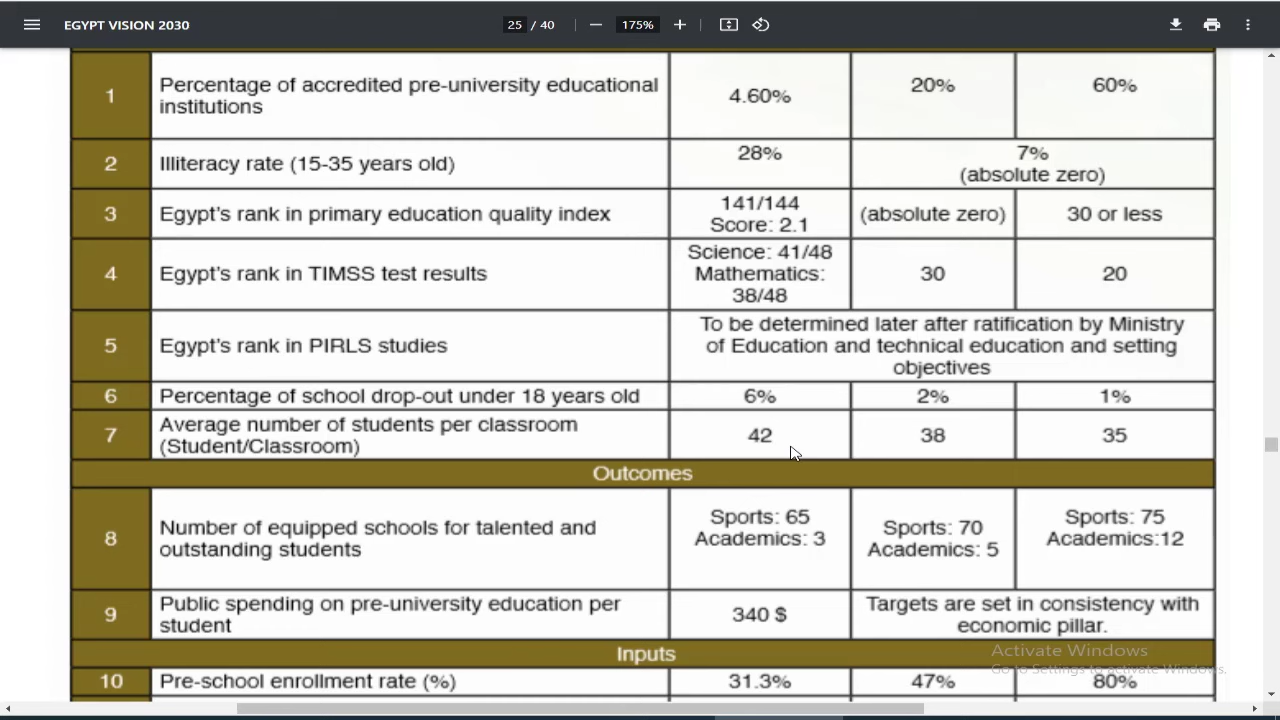 EGYPT VISION 2030
25 / 40
175%
1
Percentage of accredited pre-university educational
institutions
4.60%
20%
60%
2
Illiteracy rate (15-35 years old)
28%
7%
(absolute zero)
3
Egypt's rank in primary education quality index
141/144
Score: 2.1
(absolute zero)
30 or less
4
Egypt's rank in TIMSS test results
Science: 41/48
Mathematics:
38/48
30
20
5
Egypt's rank in PIRLS studies
To be determined later after ratification by Ministry
of Education and technical education and setting
objectives
6
Percentage of school drop-out under 18 years old
6%
2%
1%
7
Average number of students per classroom
(Student/Classroom)
42
38
35
Outcomes
8
Number of equipped schools for talented and
outstanding students
Sports: 65
Academics: 3
Sports: 70
Academics: 5
Sports: 75
Academics:12
9
Public spending on pre-university education per
student
340 $
Targets are set in consistency with
economic pillar.
Inputs
10
Pre-school enrollment rate (%)
31.3%
47%
80%
Activate Windows
Go to Settings to activate Windows.